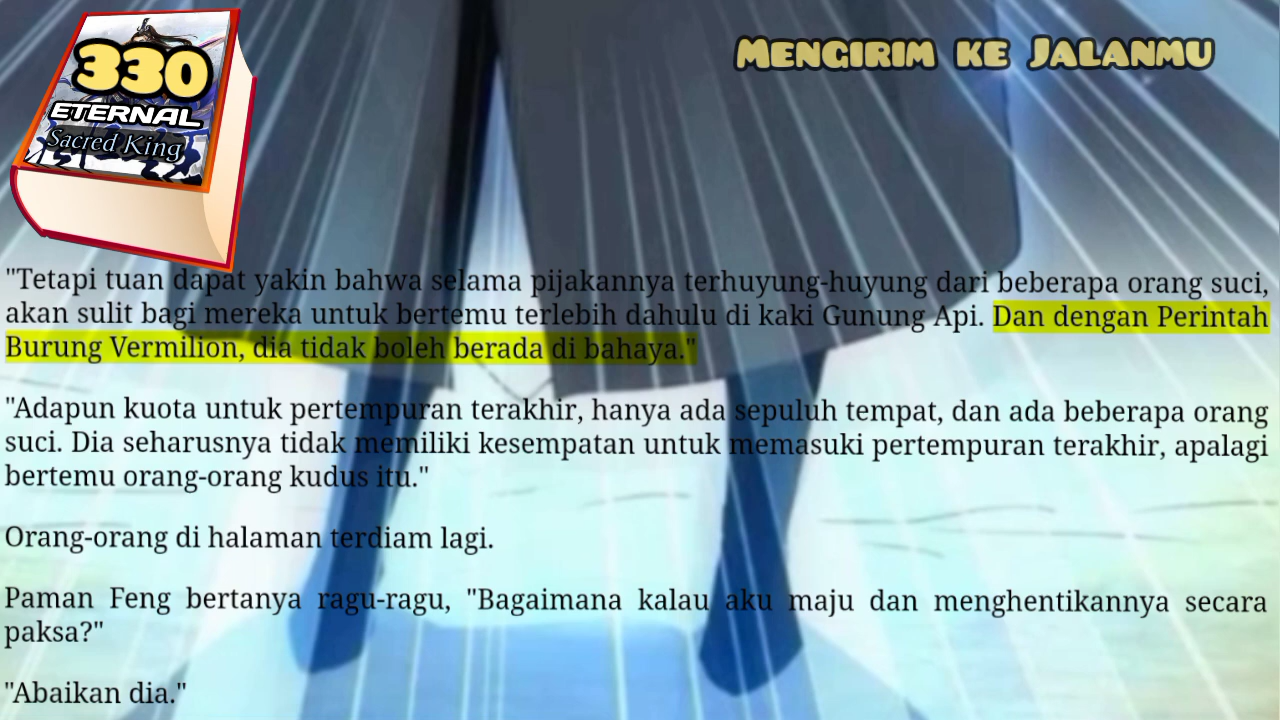 330
ETERNAL
Sacred King
MENGIRIM KE JALANMU
"Tetapi tuan dapat yakin bahwa selama pijakannya terhuyung-huyung dari beberapa orang suci,
akan sulit bagi mereka untuk bertemu terlebih dahulu di kaki Gunung Api. Dan dengan Perintah
Burung Vermilion, dia tidak boleh berada di bahaya."
"Adapun kuota untuk pertempuran terakhir, hanya ada sepuluh tempat, dan ada beberapa orang
suci. Dia seharusnya tidak memiliki kesempatan untuk memasuki pertempuran terakhir, apalagi
bertemu orang-orang kudus itu."
Orang-orang di halaman terdiam lagi.
Paman Feng bertanya ragu-ragu, "Bagaimana kalau aku maju dan menghentikannya secara
paksa?"
"Abaikan dia."